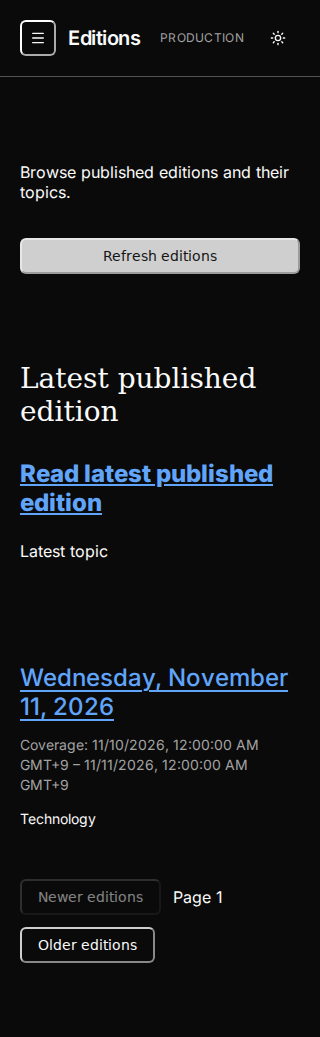 Editions PRODUCTION
Browse published editions and their
topics.
Refresh editions
Latest published
edition
Read latest published
edition
Latest topic
Wednesday, November
11, 2026
Coverage: 11/10/2026, 12:00:00 AM
GMT+9 – 11/11/2026, 12:00:00 AM
GMT+9
Technology
Newer editions Page 1
Older editions